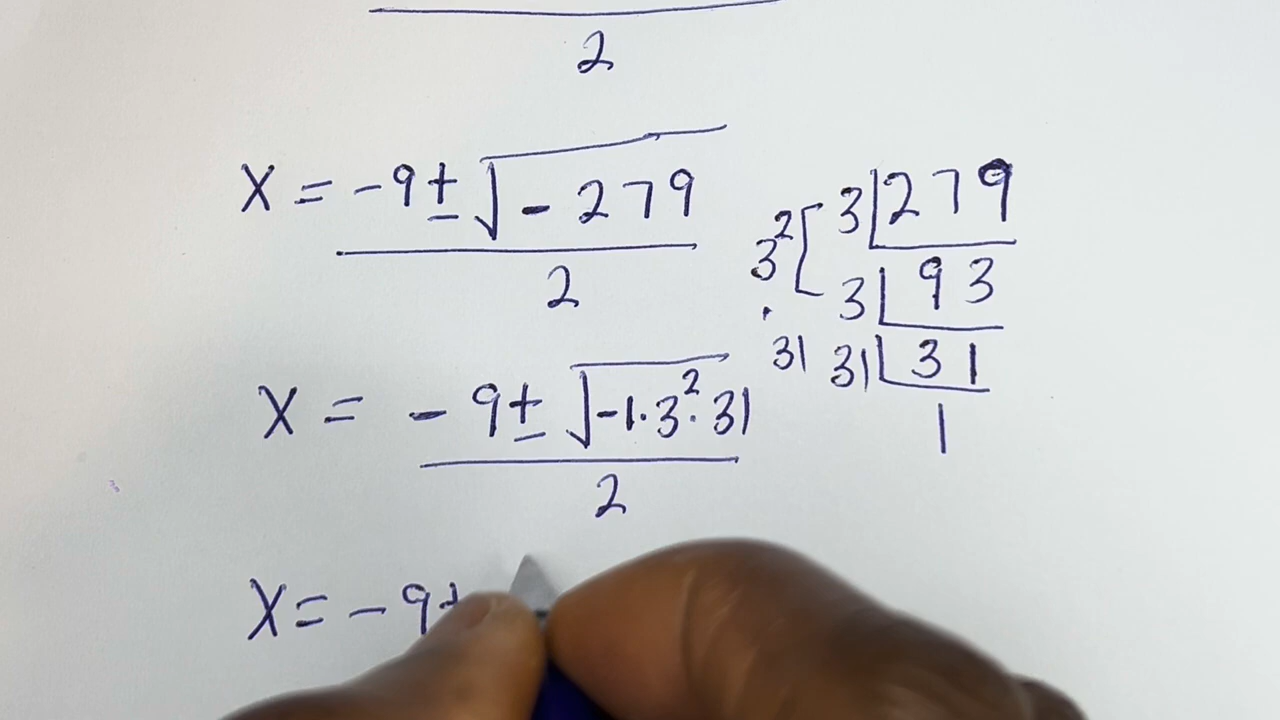 2
X = -9 ± √-279
2
3 | 279
3² [ 3 | 93
. 31 31 | 31
1
X = -9 ± √-1·3²·31
2
X = -9±